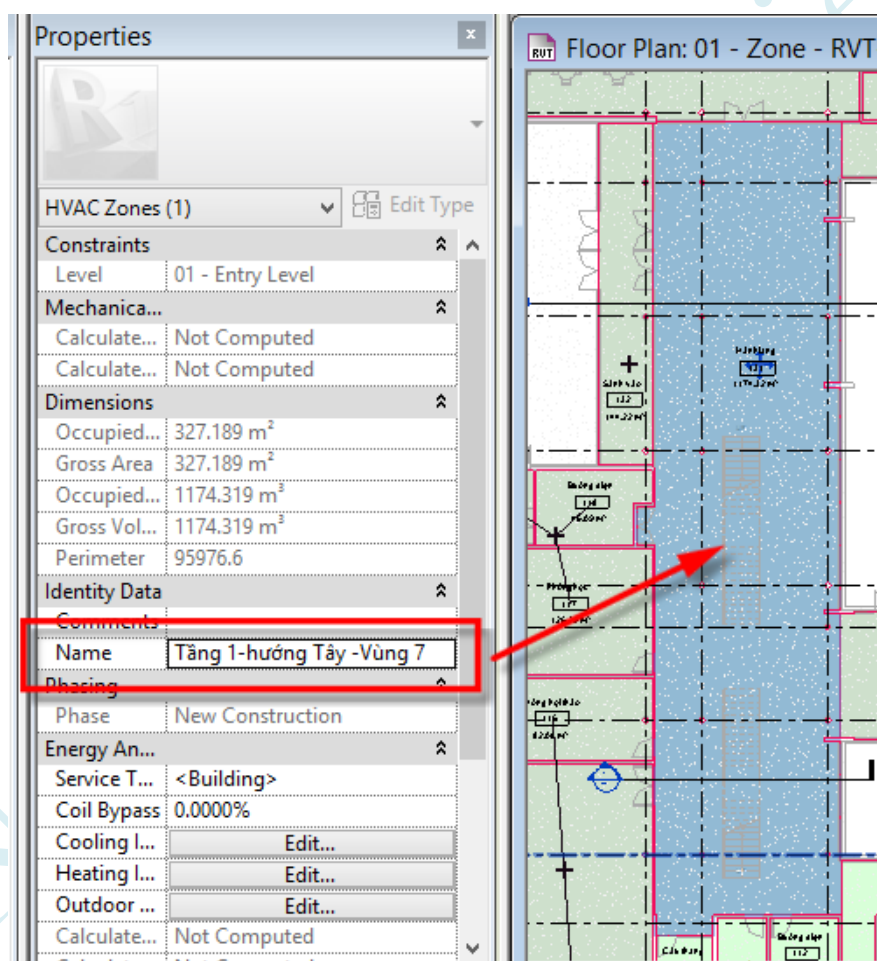 Properties
HVAC Zones (1)
Edit Type
Constraints
Level 01 - Entry Level
Mechanica...
Calculate... Not Computed
Calculate... Not Computed
Dimensions
Occupied... 327.189 m²
Gross Area 327.189 m²
Occupied... 1174.319 m³
Gross Vol... 1174.319 m³
Perimeter 95976.6
Identity Data
Comments
Name Tầng 1-hướng Tây -Vùng 7
Phasing
Phase New Construction
Energy An...
Service T... <Building>
Coil Bypass 0.0000%
Cooling I... Edit...
Heating I... Edit...
Outdoor ... Edit...
Calculate... Not Computed
RVT Floor Plan: 01 - Zone - RVT